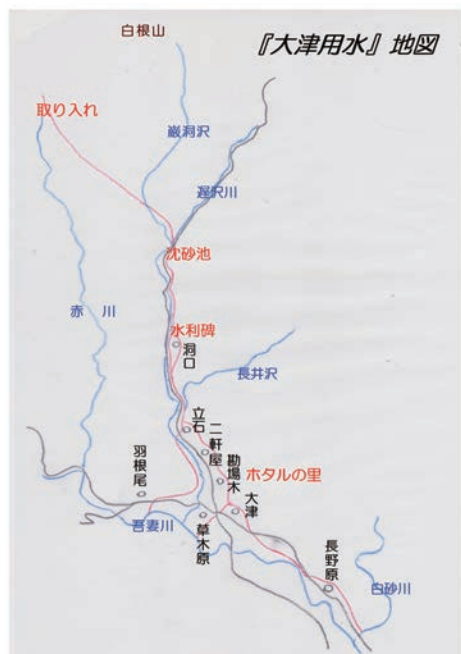 『大津用水』地図
白根山
取り入れ
巌洞沢
遅沢川
沈砂池
赤川
水利碑
洞口
長井沢
立石
二軒屋
羽根尾
勘場木
ホタルの里
大津
吾妻川
草木原
長野原
白砂川